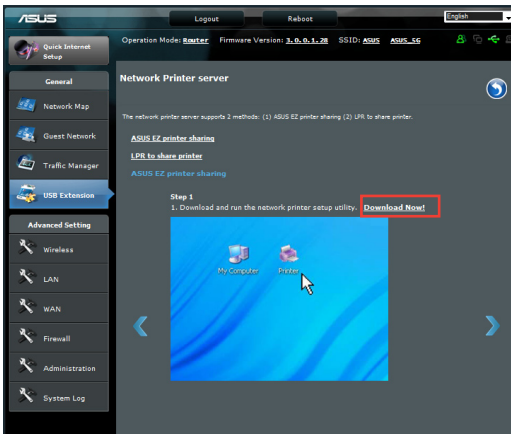 ASUS
Logout
Reboot
English
Quick Internet
Setup
Operation Mode: Router Firmware Version: 3.0.0.1.28 SSID: ASUS ASUS_5G
General
Network Map
Guest Network
Traffic Manager
USB Extension
Advanced Setting
Wireless
LAN
WAN
Firewall
Administration
System Log
Network Printer server
The network printer server supports 2 methods: (1) ASUS EZ printer sharing (2) LPR to share printer.
ASUS EZ printer sharing
LPR to share printer
ASUS EZ printer sharing
Step 1
1. Download and run the network printer setup utility. Download Now!
My Computer
Printer